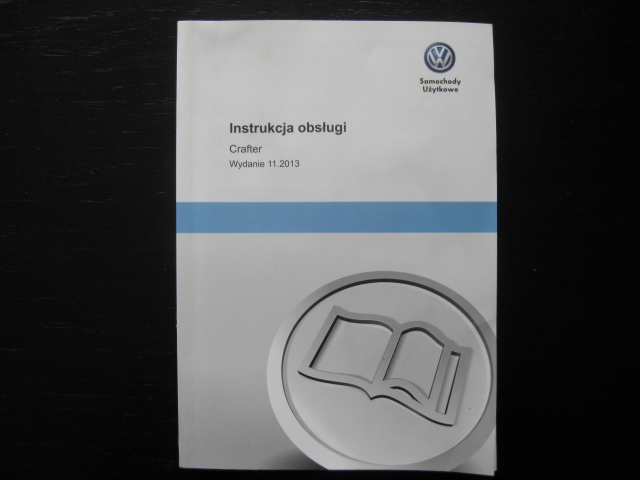 Samochody
Użytkowe
Instrukcja obsługi
Crafter
Wydanie 11.2013